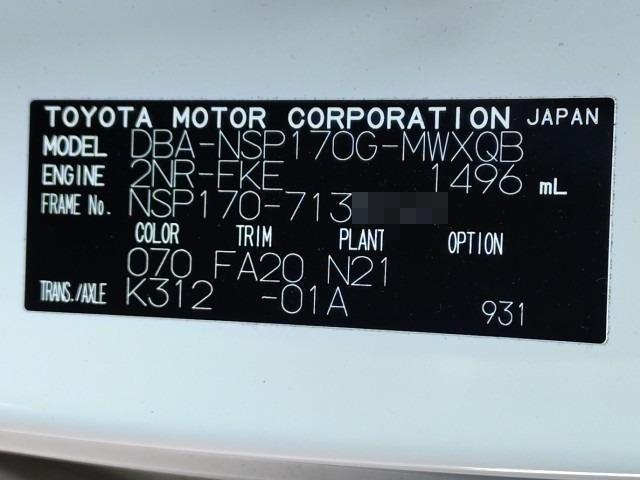 TOYOTA MOTOR CORPORATION JAPAN
MODEL DBA-NSP170G-MWXQB
ENGINE 2NR-FKE 1496 mL
FRAME No. NSP170-713
COLOR TRIM PLANT OPTION
070 FA20 N21
TRANS./AXLE K312 -01A 931